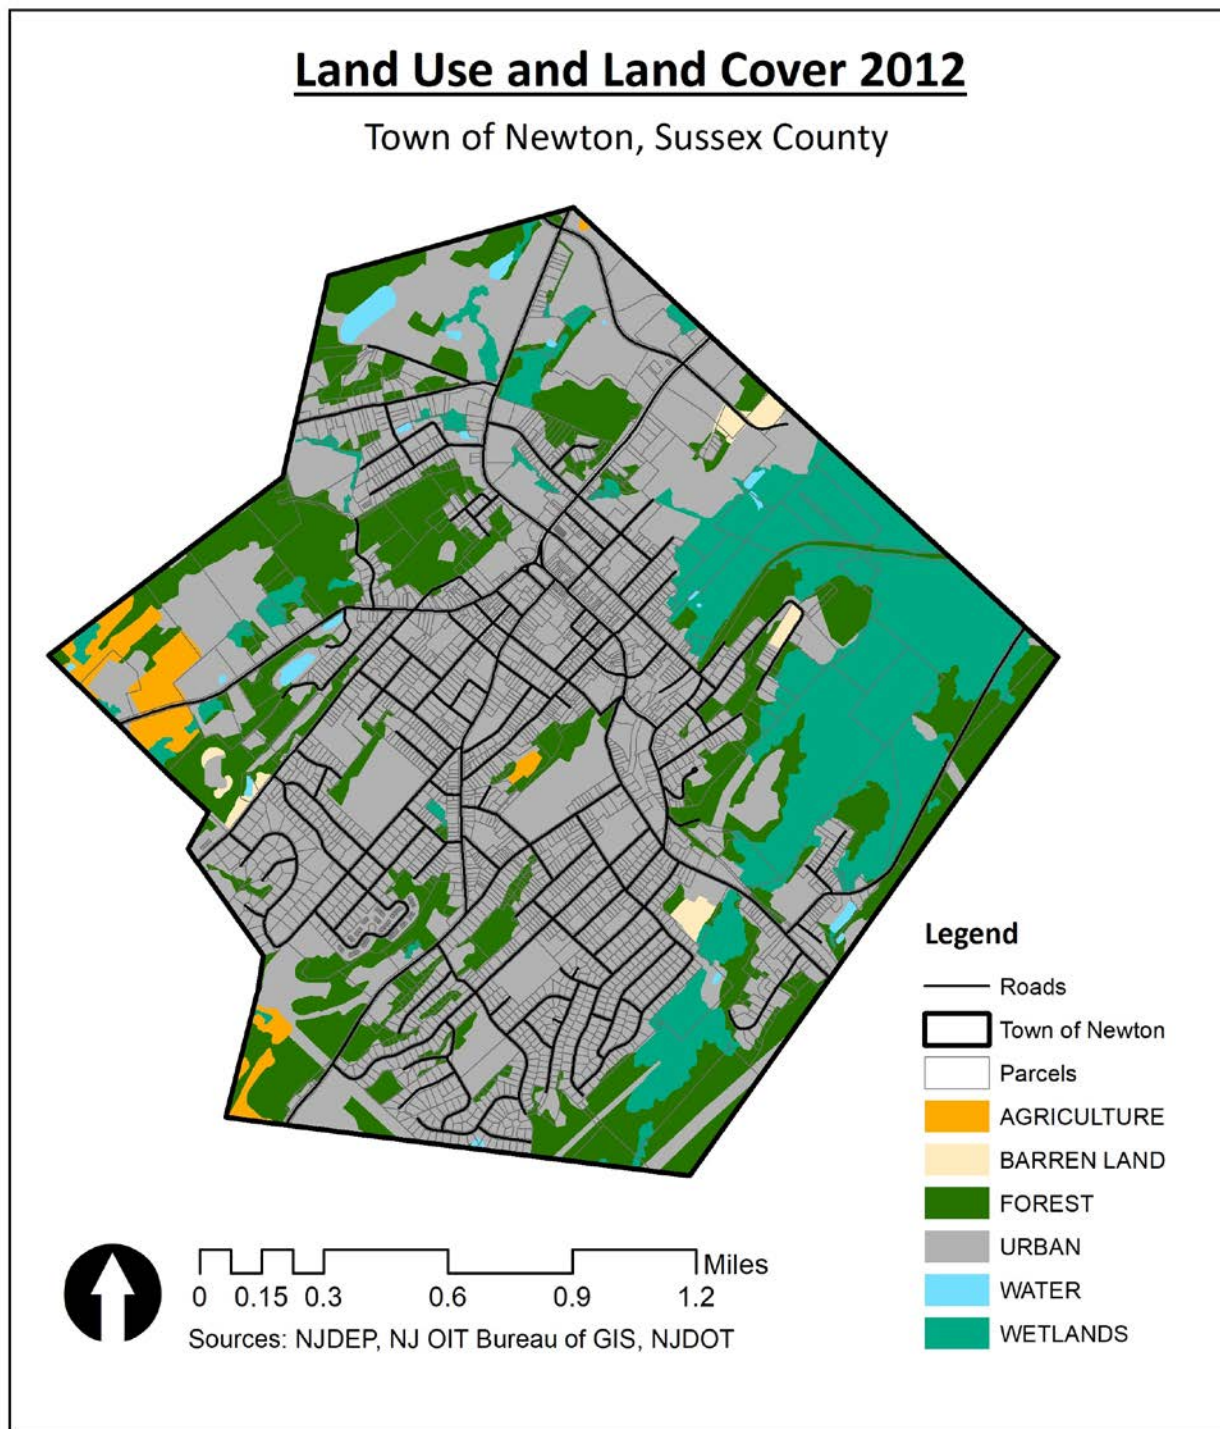 Land Use and Land Cover 2012
Town of Newton, Sussex County
Legend
Roads
Town of Newton
Parcels
AGRICULTURE
BARREN LAND
FOREST
URBAN
WATER
WETLANDS
Miles
0 0.15 0.3 0.6 0.9 1.2
Sources: NJDEP, NJ OIT Bureau of GIS, NJDOT